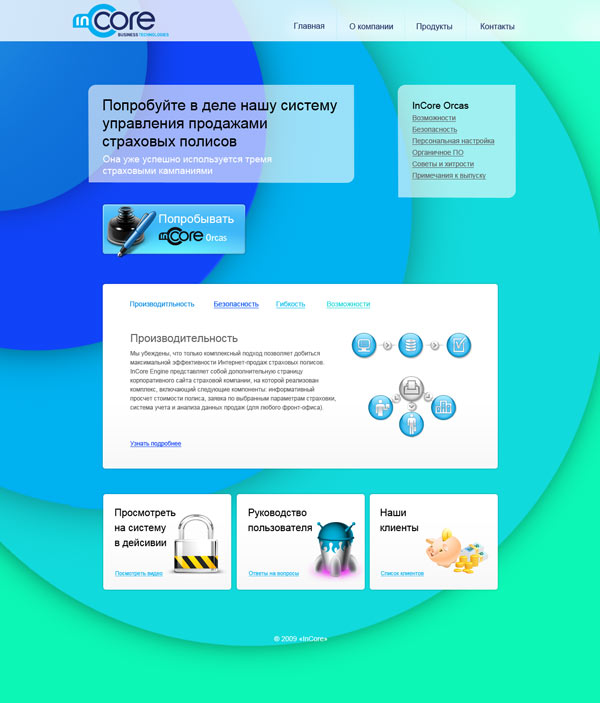 inCore
BUSINESS TECHNOLOGIES
Главная
О компании
Продукты
Контакты
Попробуйте в деле нашу систему
управления продажами
страховых полисов
Она уже успешно используется тремя
страховыми кампаниями
InCore Orcas
Возможности
Безопасность
Персональная настройка
Органичное ПО
Советы и хитрости
Примечания к выпуску
Попробывать
inCore Orcas
Производитльность
Безопасность
Гибкость
Возможности
Производительность
Мы убеждены, что только комплексный подход позволяет добиться
максимальной эффективности Интернет-продаж страховых полисов.
InCore Engine представляет собой дополнительную страницу
корпоративного сайта страховой компании, на которой реализован
комплекс, включающий следующие компоненты: информативный
просчет стоимости полиса, заявка по выбранным параметрам страховки,
система учета и анализа данных продаж (для любого фронт-офиса).
Узнать подробнее
Просмотреть
на систему
в дейсивии
Посмотреть видео
Руководство
пользователя
Ответы на вопросы
Наши
клиенты
Список клиентов
© 2009 «InCore»